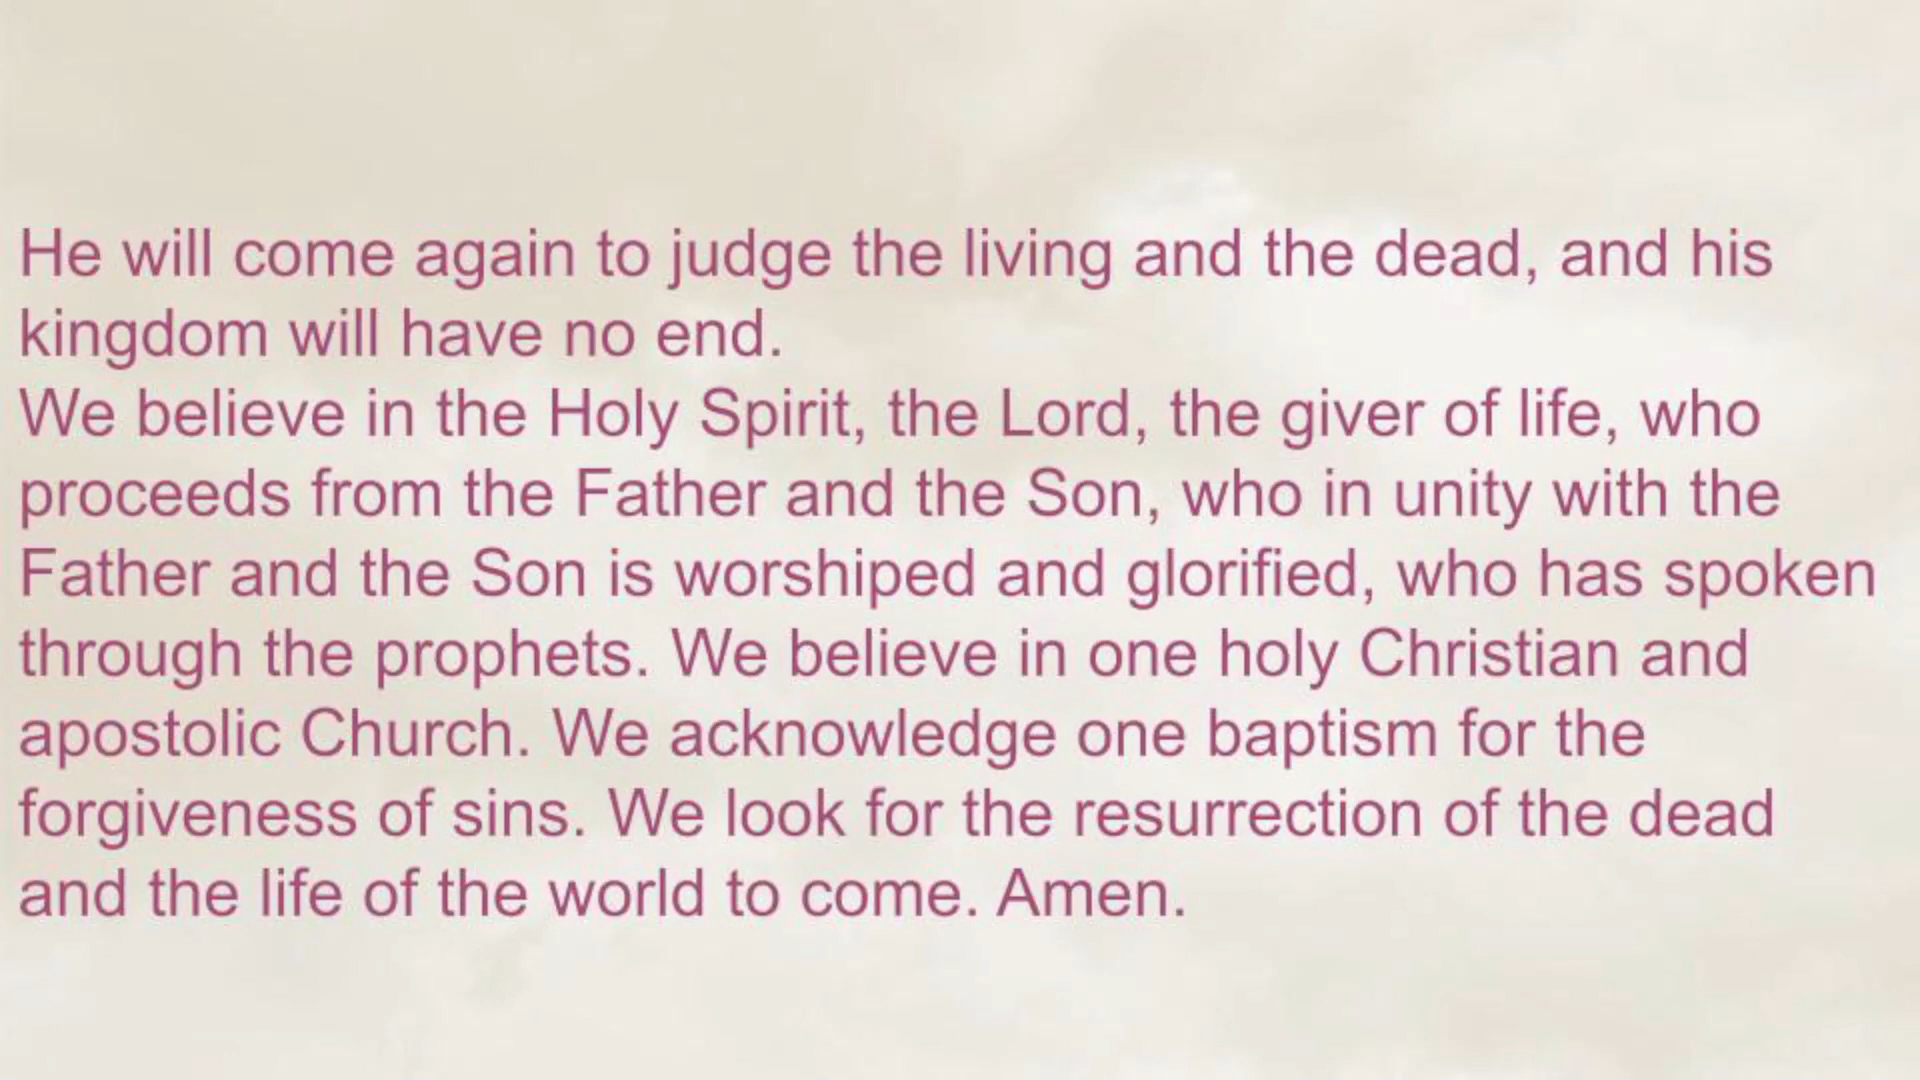 He will come again to judge the living and the dead, and his
kingdom will have no end.
We believe in the Holy Spirit, the Lord, the giver of life, who
proceeds from the Father and the Son, who in unity with the
Father and the Son is worshiped and glorified, who has spoken
through the prophets. We believe in one holy Christian and
apostolic Church. We acknowledge one baptism for the
forgiveness of sins. We look for the resurrection of the dead
and the life of the world to come. Amen.